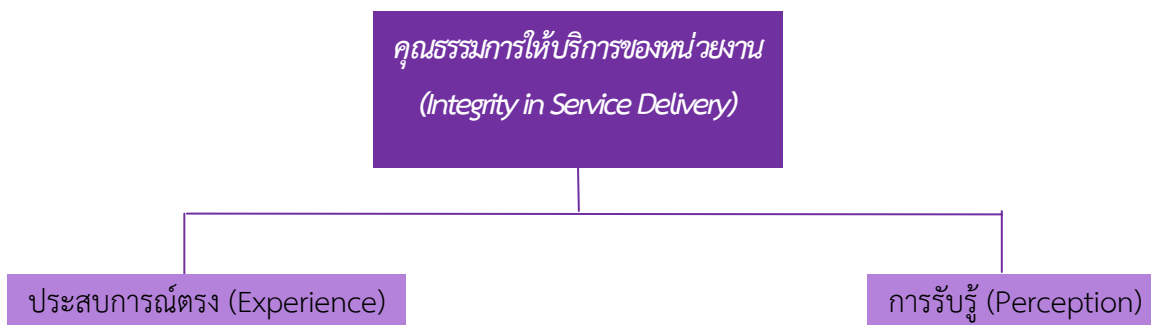 คุณธรรมการให้บริการของหน่วยงาน
(Integrity in Service Delivery)
ประสบการณ์ตรง (Experience)
การรับรู้ (Perception)